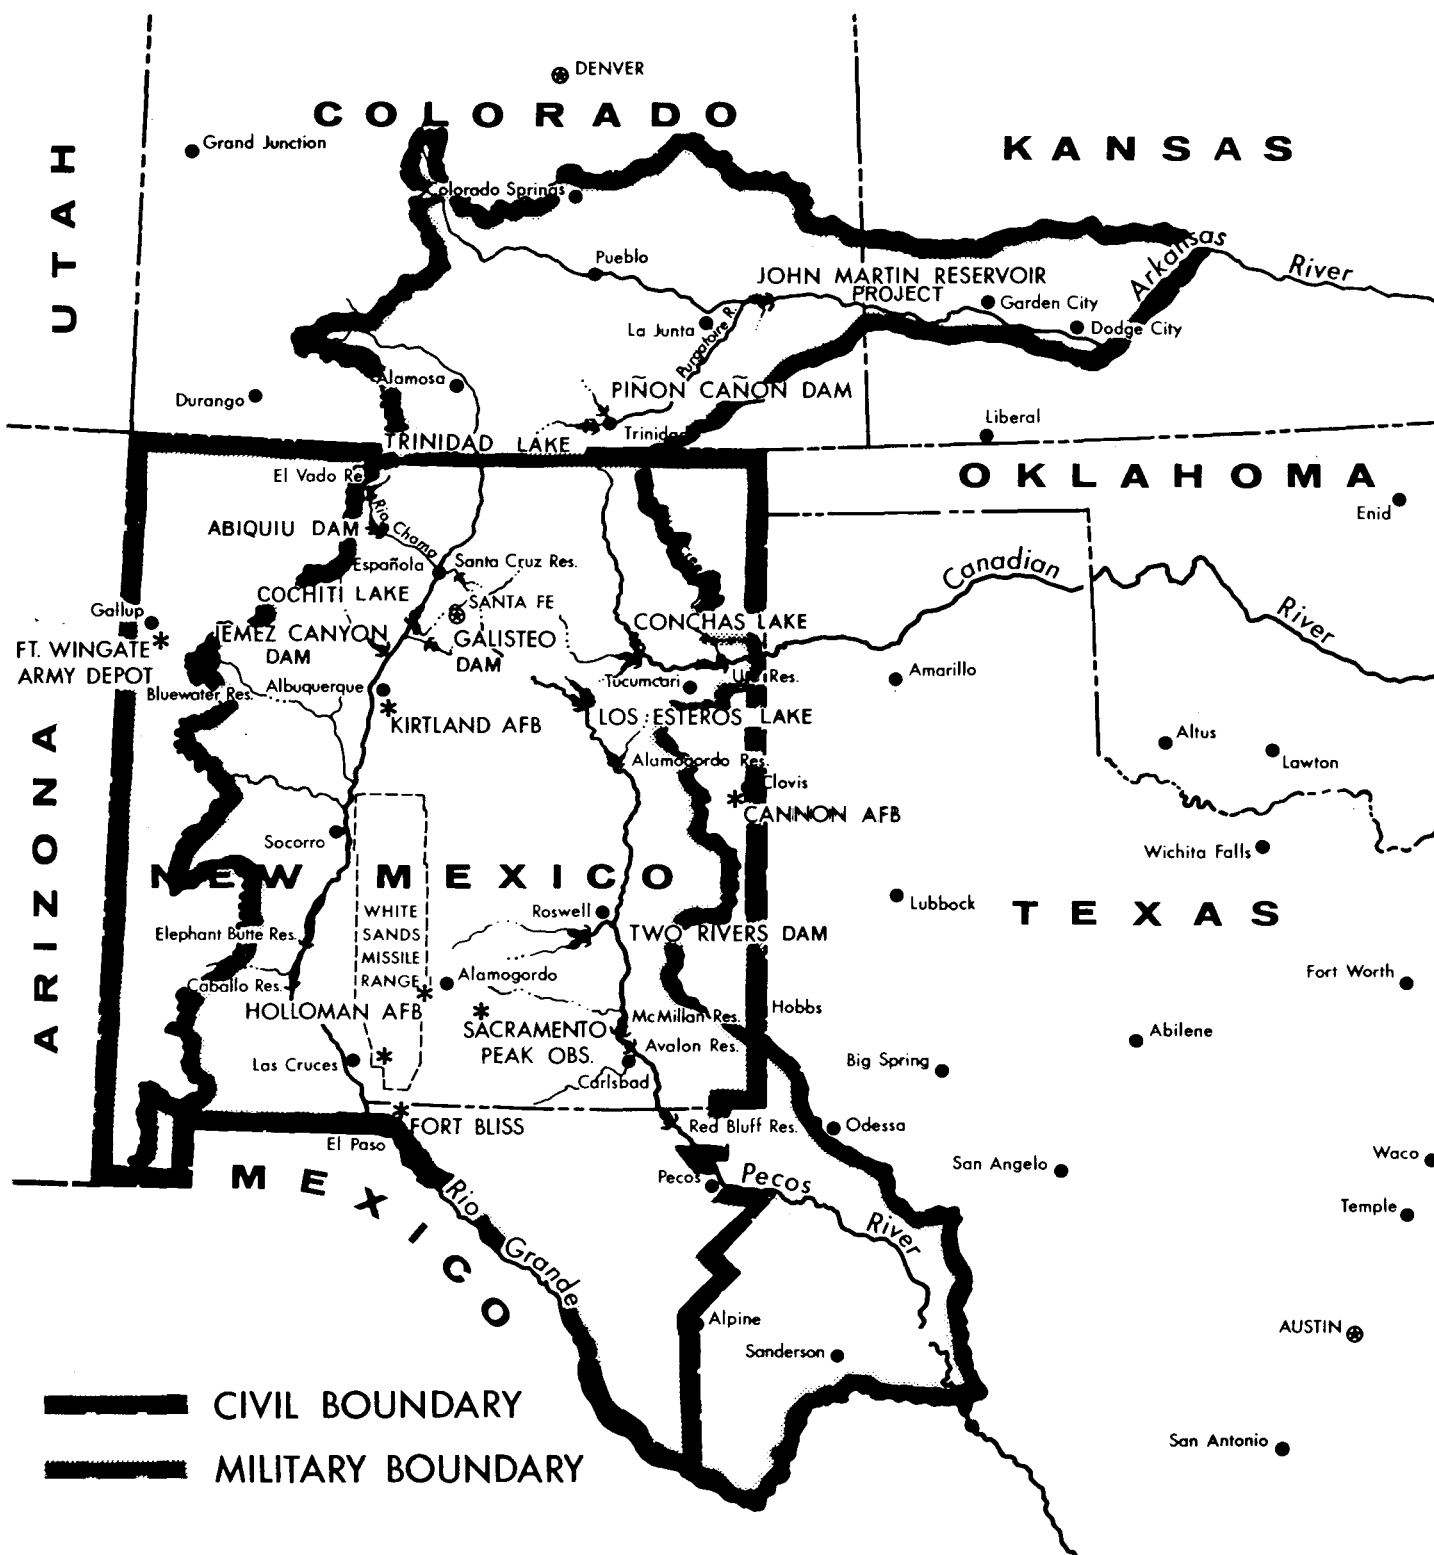 DENVER
COLORADO
Grand Junction
KANSAS
UTAH
Colorado Springs
Arkansas
River
Pueblo
JOHN MARTIN RESERVOIR
PROJECT
Garden City
La Junta
Purgatoire R.
Dodge City
Alamosa
PIÑON CAÑON DAM
Durango
Liberal
Trinidad
TRINIDAD LAKE
El Vado Re
OKLAHOMA
Enid
Rio Chama
ABIQUIU DAM
Canadian
River
Española
Santa Cruz Res.
COCHITI LAKE
SANTA FE
Gallup
CONCHAS LAKE
JEMEZ CANYON
DAM
GALISTEO
DAM
FT. WINGATE
ARMY DEPOT
Amarillo
Bluewater Res.
Albuquerque
Tucumcari
Res.
KIRTLAND AFB
LOS ESTEROS LAKE
ARIZONA
Altus
Lawton
Alamogordo Res.
Clovis
CANNON AFB
Socorro
Wichita Falls
NEW MEXICO
Lubbock
TEXAS
WHITE
SANDS
MISSILE
RANGE
Roswell
Elephant Butte Res.
TWO RIVERS DAM
Alamogordo
Caballo Res.
Fort Worth
HOLLOMAN AFB
Hobbs
McMillan Res.
SACRAMENTO
PEAK OBS.
Abilene
Avalon Res.
Las Cruces
Big Spring
Carlsbad
FORT BLISS
Red Bluff Res.
Odessa
El Paso
Waco
San Angelo
MEXICO
Pecos
Pecos
River
Temple
Rio Grande
Alpine
AUSTIN
Sanderson
CIVIL BOUNDARY
San Antonio
MILITARY BOUNDARY